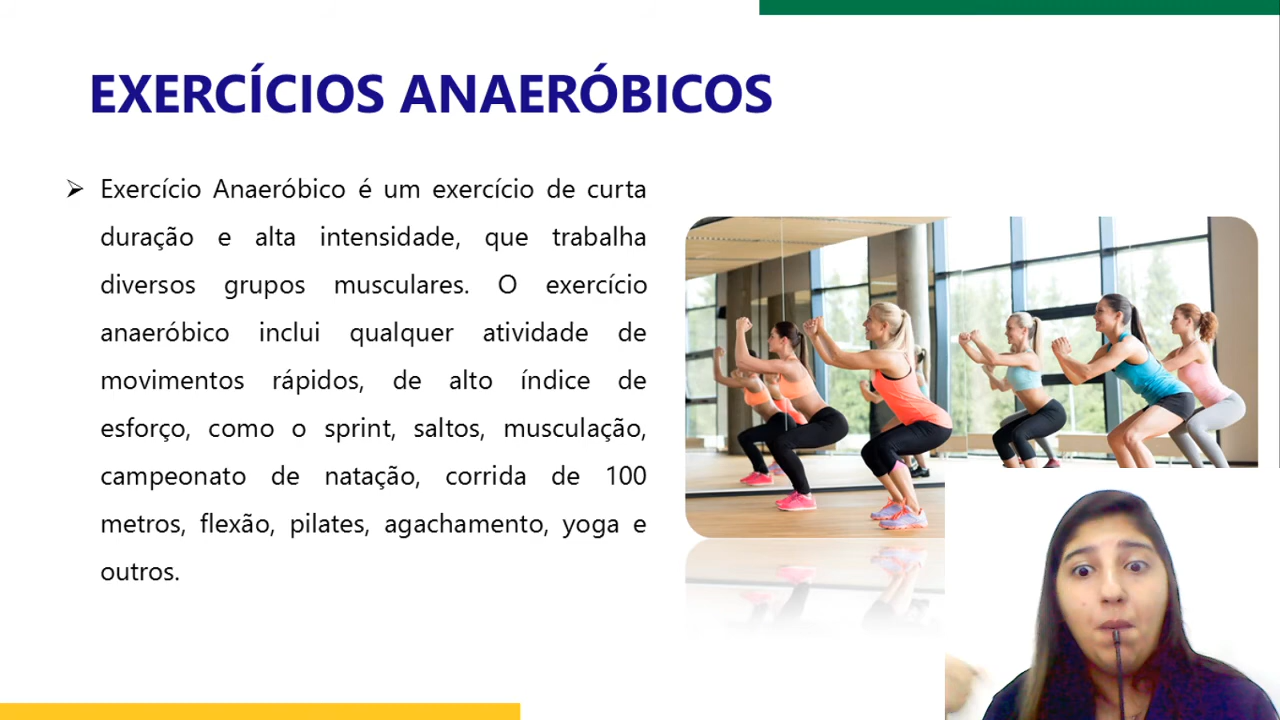 EXERCÍCIOS ANAERÓBICOS
Exercício Anaeróbico é um exercício de curta
duração e alta intensidade, que trabalha
diversos grupos musculares. O exercício
anaeróbico inclui qualquer atividade de
movimentos rápidos, de alto índice de
esforço, como o sprint, saltos, musculação,
campeonato de natação, corrida de 100
metros, flexão, pilates, agachamento, yoga e
outros.